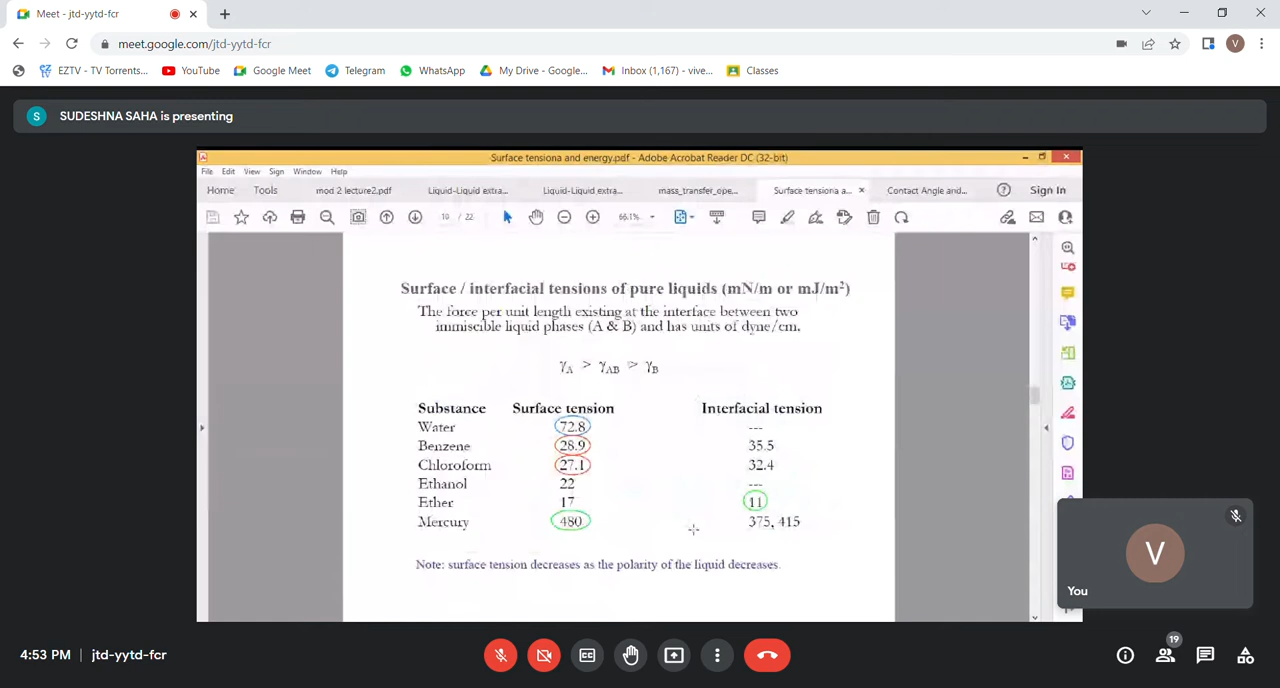 Meet - jtd-yytd-fcr
meet.google.com/jtd-yytd-fcr
V
EZTV - TV Torrents... YouTube Google Meet Telegram WhatsApp My Drive - Google... Inbox (1,167) - vive... Classes
S SUDESHNA SAHA is presenting
Surface tensiona and energy.pdf - Adobe Acrobat Reader DC (32-bit)
File Edit View Sign Window Help
Home Tools mod 2 lecture2.pdf Liquid-Liquid extra... Liquid-Liquid extra... mass_transfer_ope... Surface tensiona a... Contact Angle and... Sign In
10 / 22 66.1%
Surface / interfacial tensions of pure liquids (mN/m or mJ/m²)
The force per unit length existing at the interface between two
immiscible liquid phases (A & B) and has units of dyne/cm.
γA > γAB > γB
Substance Surface tension Interfacial tension
Water 72.8 ---
Benzene 28.9 35.5
Chloroform 27.1 32.4
Ethanol 22 ---
Ether 17 11
Mercury 480 375, 415
Note: surface tension decreases as the polarity of the liquid decreases.
V
You
4:53 PM | jtd-yytd-fcr
CC
19